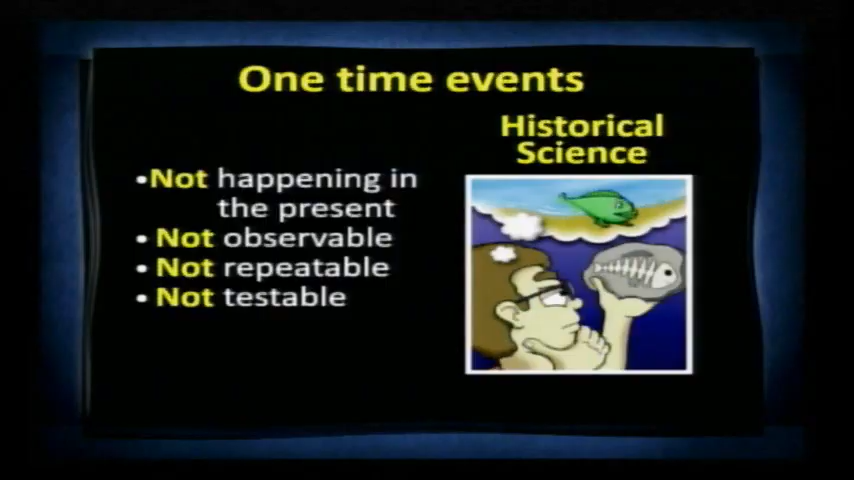 One time events
Historical
Science
•Not happening in
the present
• Not observable
• Not repeatable
• Not testable